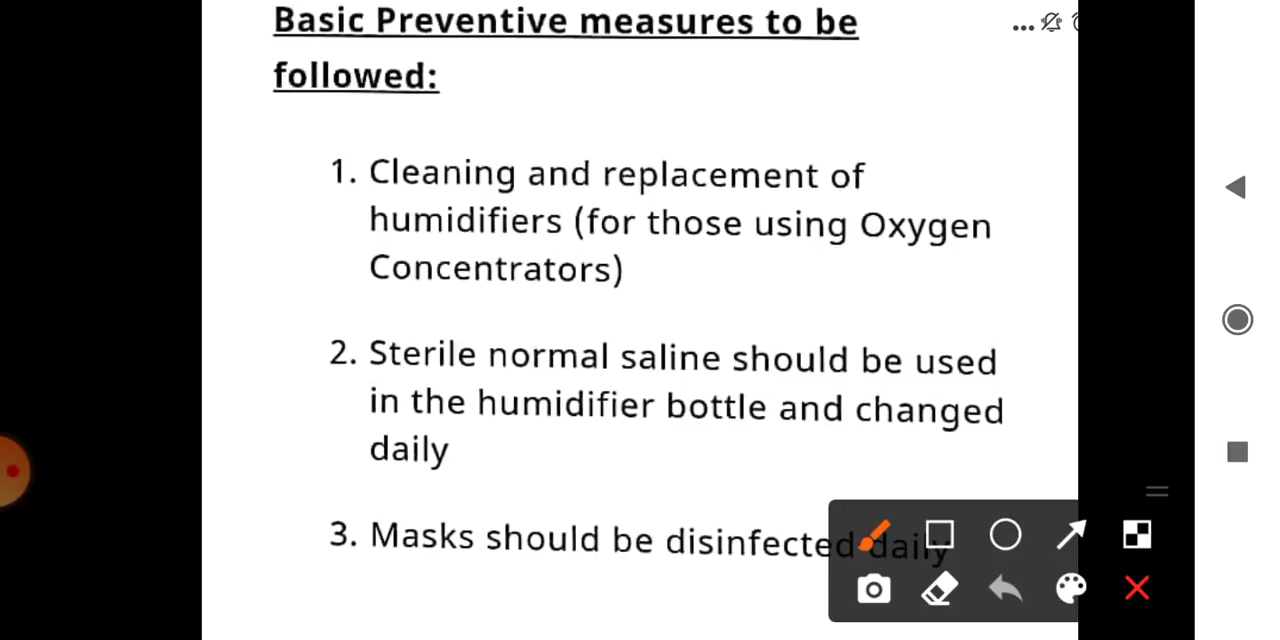 Basic Preventive measures to be
followed:
1. Cleaning and replacement of
humidifiers (for those using Oxygen
Concentrators)
2. Sterile normal saline should be used
in the humidifier bottle and changed
daily
3. Masks should be disinfected daily